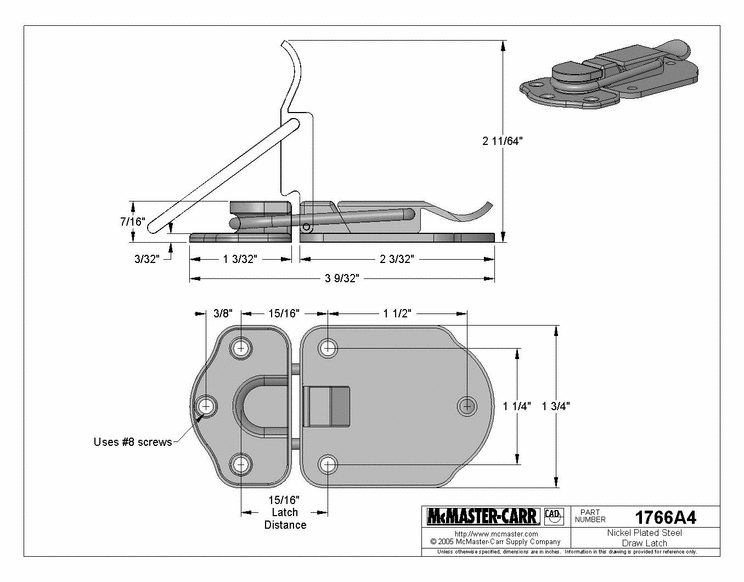 2 11/64"
7/16"
3/32"
1 3/32"
2 3/32"
3 9/32"
3/8"
15/16"
1 1/2"
1 1/4"
1 3/4"
Uses #8 screws
15/16"
Latch
Distance
McMASTER-CARR
CAD
PART
NUMBER
1766A4
http://www.mcmaster.com
© 2005 McMaster-Carr Supply Company
Nickel Plated Steel
Draw Latch
Unless otherwise specified, dimensions are in inches. Information in this drawing is provided for reference only.